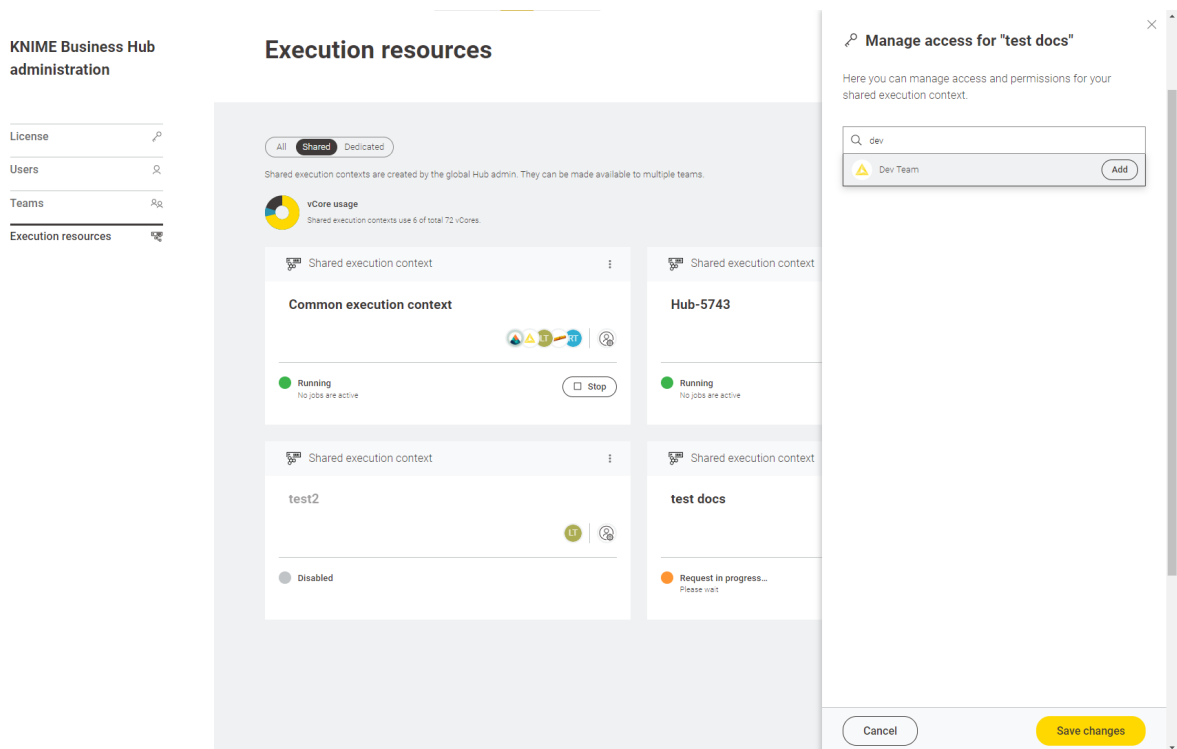 KNIME Business Hub
administration
License
Users
Teams
Execution resources
Execution resources
All
Shared
Dedicated
Shared execution contexts are created by the global Hub admin. They can be made available to multiple teams.
vCore usage
Shared execution contexts use 6 of total 72 vCores.
Shared execution context
Common execution context
LT
RT
Running
No jobs are active
Stop
Shared execution context
Hub-5743
Running
No jobs are active
Shared execution context
test2
LT
Disabled
Shared execution context
test docs
Request in progress...
Please wait
Manage access for "test docs"
Here you can manage access and permissions for your
shared execution context.
dev
Dev Team
Add
Cancel
Save changes